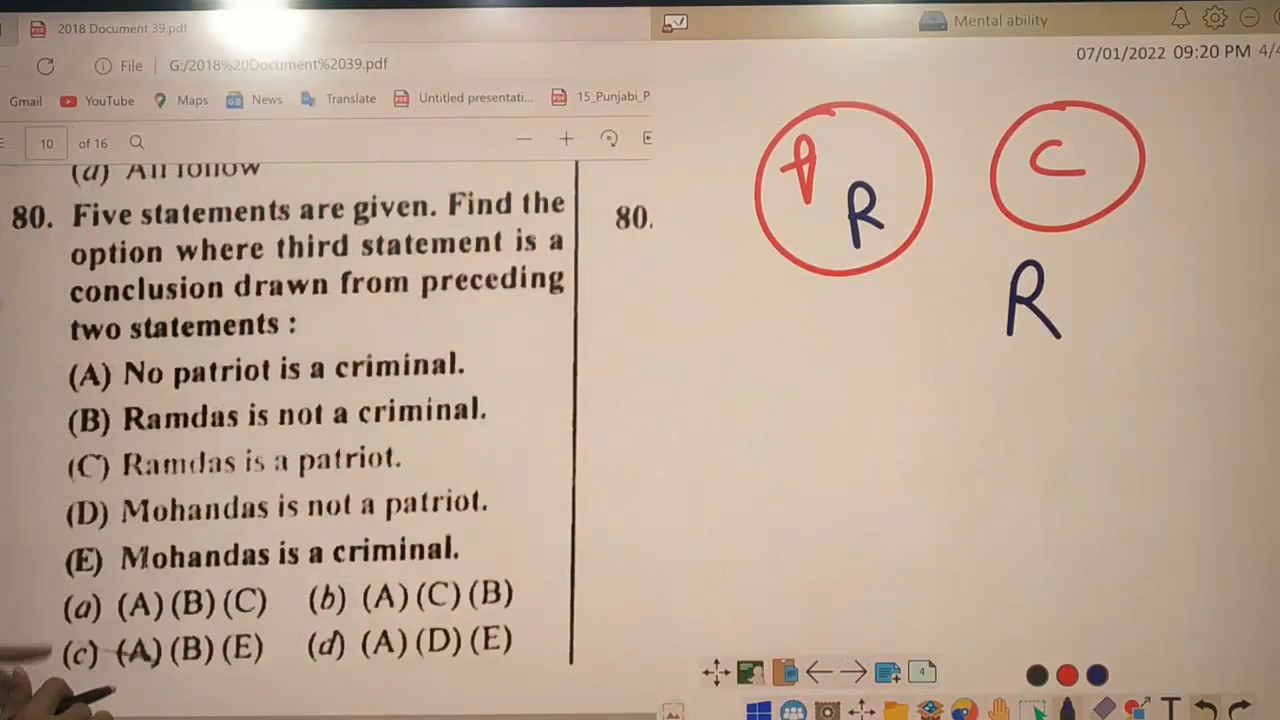 2018 Document 39.pdf
Mental ability
07/01/2022 09:20 PM 4/4
File G:/2018%20Document%2039.pdf
Gmail YouTube Maps News Translate Untitled presentati... 15_Punjabi_P
10 of 16
(d) All follow
80. Five statements are given. Find the
option where third statement is a
conclusion drawn from preceding
two statements :
(A) No patriot is a criminal.
(B) Ramdas is not a criminal.
(C) Ramdas is a patriot.
(D) Mohandas is not a patriot.
(E) Mohandas is a criminal.
(a) (A) (B) (C) (b) (A) (C) (B)
(c) (A) (B) (E) (d) (A) (D) (E)
80.
P
R
C
R
4